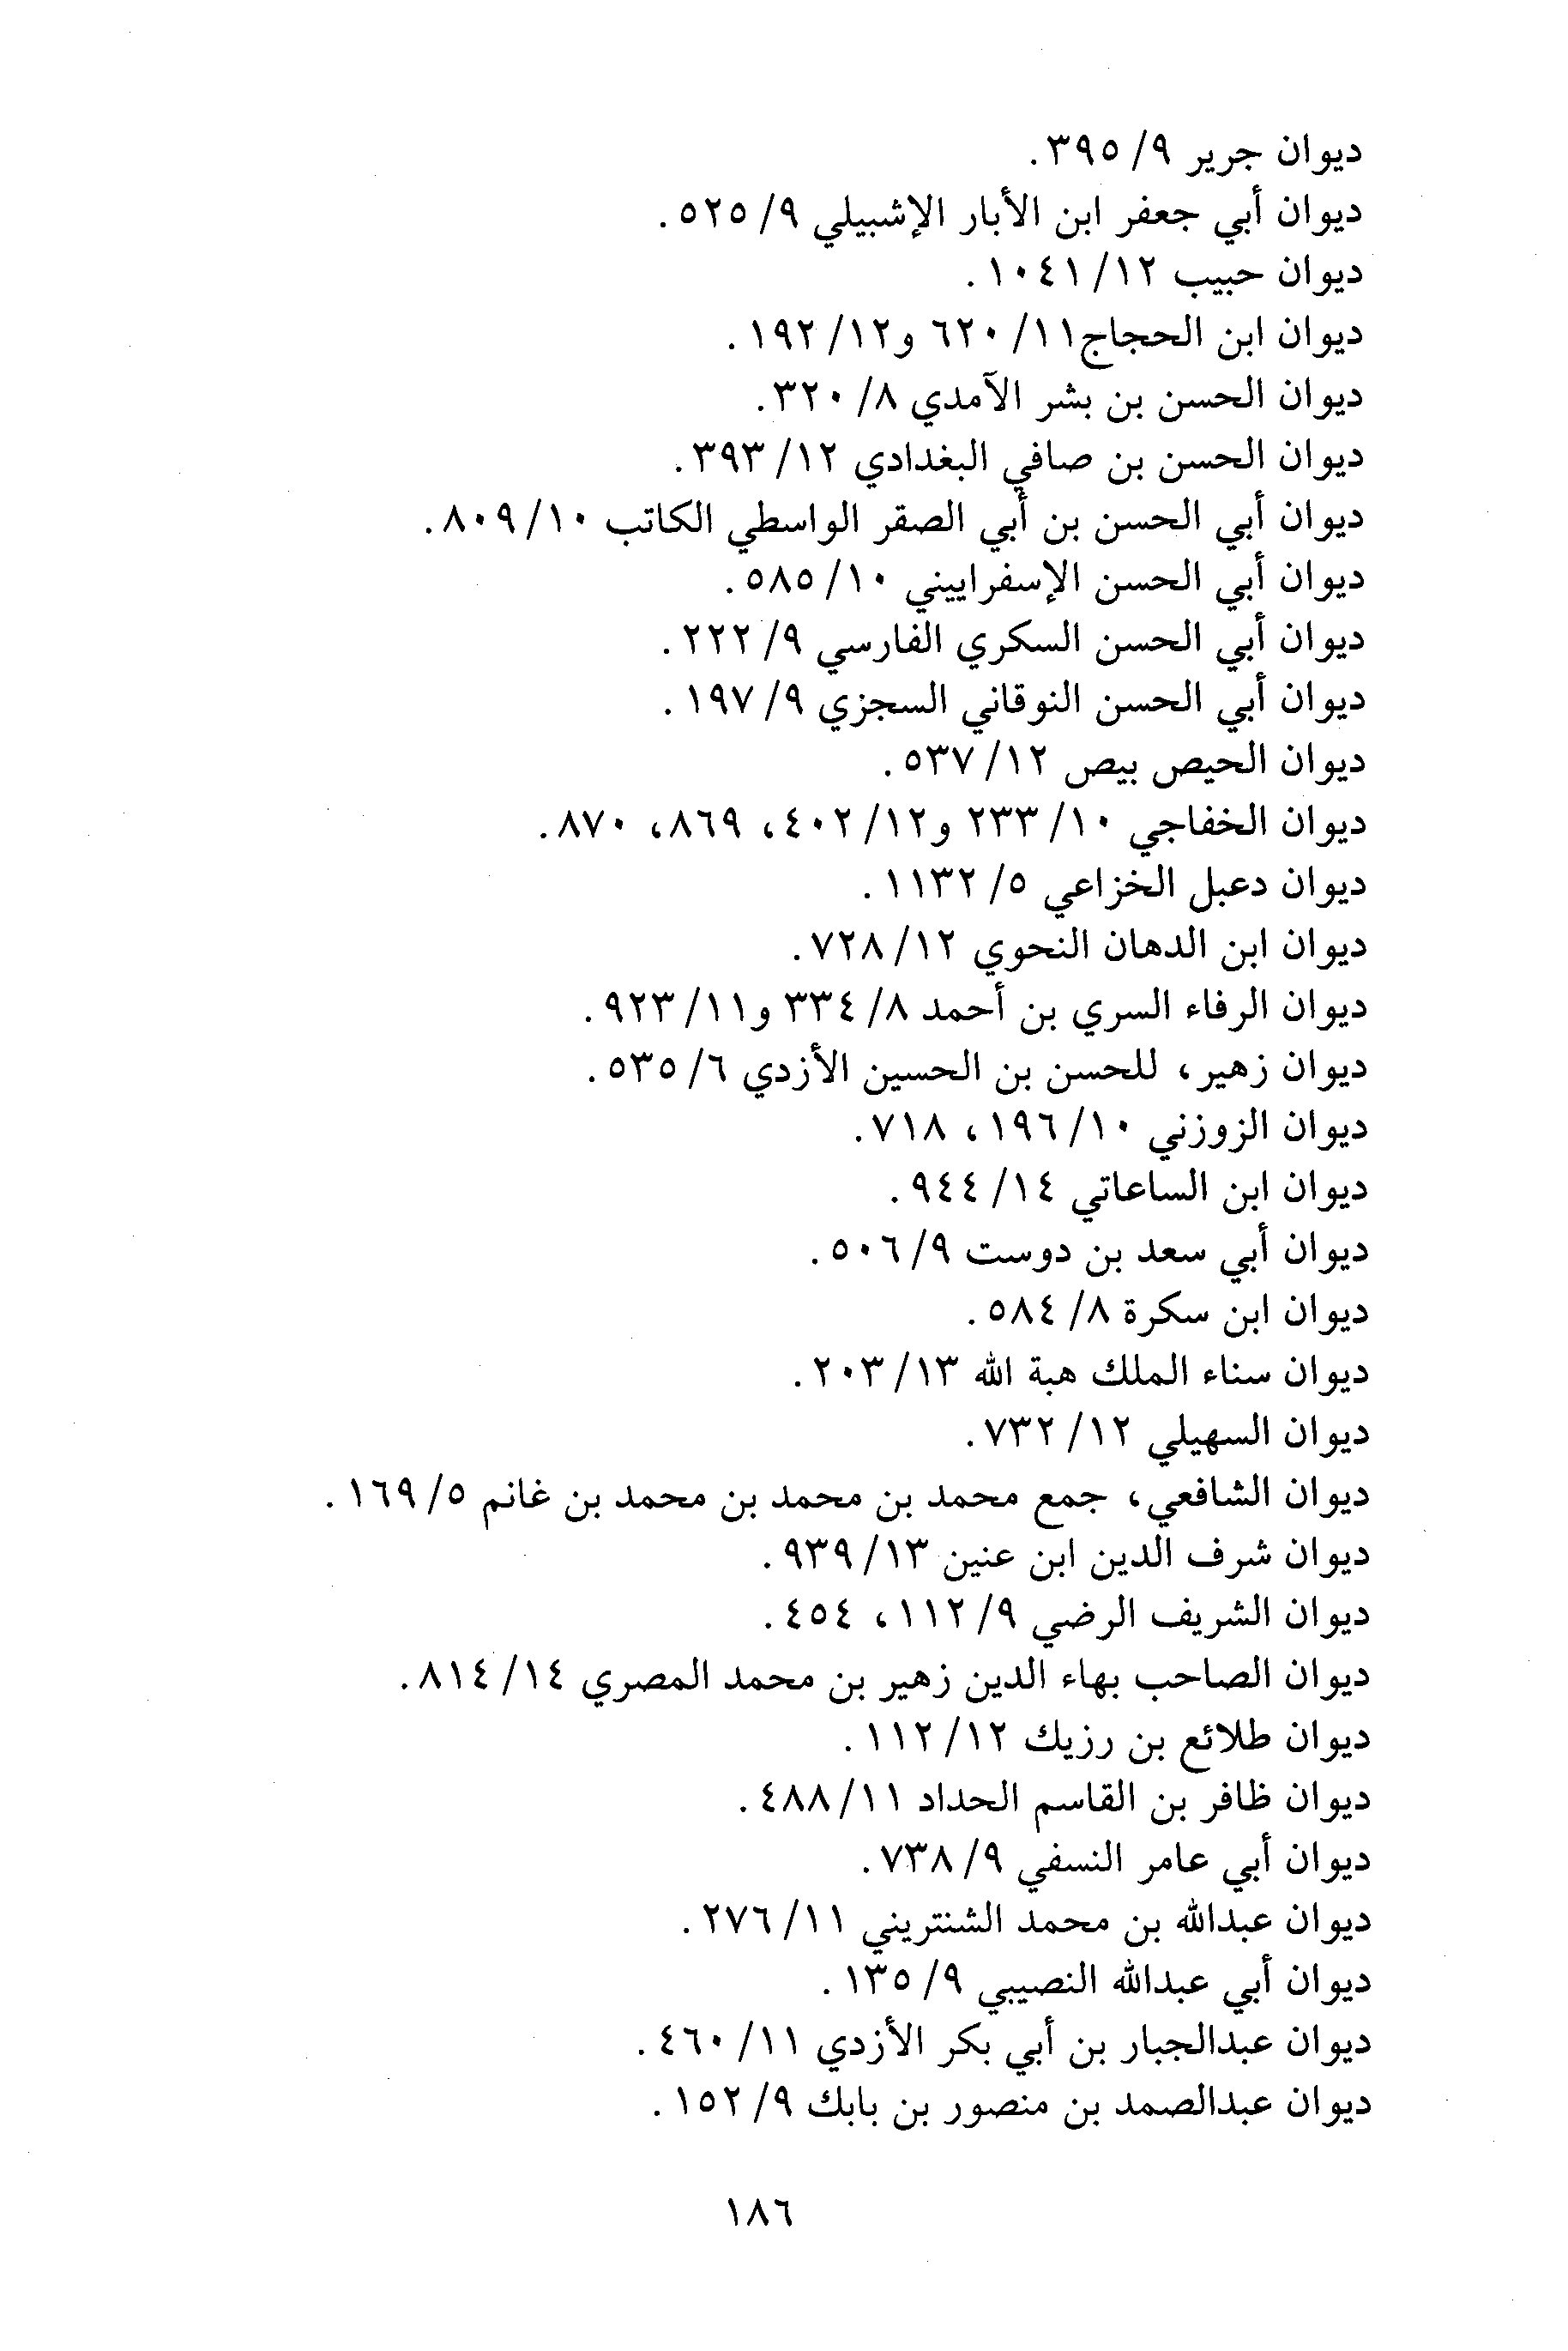 ديوان جرير ٩/ ٣٩٥.
ديوان أبي جعفر ابن الأبار الإشبيلي ٩/ ٥٢٥.
ديوان حبيب ١٢/ ١٠٤١.
ديوان ابن الحجاج١١/ ٦٢٠ و١٢/ ١٩٢.
ديوان الحسن بن بشر الآمدي ٨/ ٣٢٠.
ديوان الحسن بن صافي البغدادي ١٢/ ٣٩٣.
ديوان أبي الحسن بن أبي الصقر الواسطي الكاتب ١٠/ ٨٠٩.
ديوان أبي الحسن الإسفراييني ١٠/ ٥٨٥.
ديوان أبي الحسن السكري الفارسي ٩/ ٢٢٢.
ديوان أبي الحسن النوقاني السجزي ٩/ ١٩٧.
ديوان الحيص بيص ١٢/ ٥٣٧.
ديوان الخفاجي ١٠/ ٢٣٣ و١٢/ ٤٠٢، ٨٦٩، ٨٧٠.
ديوان دعبل الخزاعي ٥/ ١١٣٢.
ديوان ابن الدهان النحوي ١٢/ ٧٢٨.
ديوان الرفاء السري بن أحمد ٨/ ٣٣٤ و١١/ ٩٢٣.
ديوان زهير، للحسن بن الحسين الأزدي ٦/ ٥٣٥.
ديوان الزوزني ١٠/ ١٩٦، ٧١٨.
ديوان ابن الساعاتي ١٤/ ٩٤٤.
ديوان أبي سعد بن دوست ٩/ ٥٠٦.
ديوان ابن سكرة ٨/ ٥٨٤.
ديوان سناء الملك هبة الله ١٣/ ٢٠٣.
ديوان السهيلي ١٢/ ٧٣٢.
ديوان الشافعي، جمع محمد بن محمد بن محمد بن غانم ٥/ ١٦٩.
ديوان شرف الدين ابن عنين ١٣/ ٩٣٩.
ديوان الشريف الرضي ٩/ ١١٢، ٤٥٤.
ديوان الصاحب بهاء الدين زهير بن محمد المصري ١٤/ ٨١٤.
ديوان طلائع بن رزيك ١٢/ ١١٢.
ديوان ظافر بن القاسم الحداد ١١/ ٤٨٨.
ديوان أبي عامر النسفي ٩/ ٧٣٨.
ديوان عبدالله بن محمد الشنتريني ١١/ ٢٧٦.
ديوان أبي عبدالله النصيبي ٩/ ١٣٥.
ديوان عبدالجبار بن أبي بكر الأزدي ١١/ ٤٦٠.
ديوان عبدالصمد بن منصور بن بابك ٩/ ١٥٢.
١٨٦